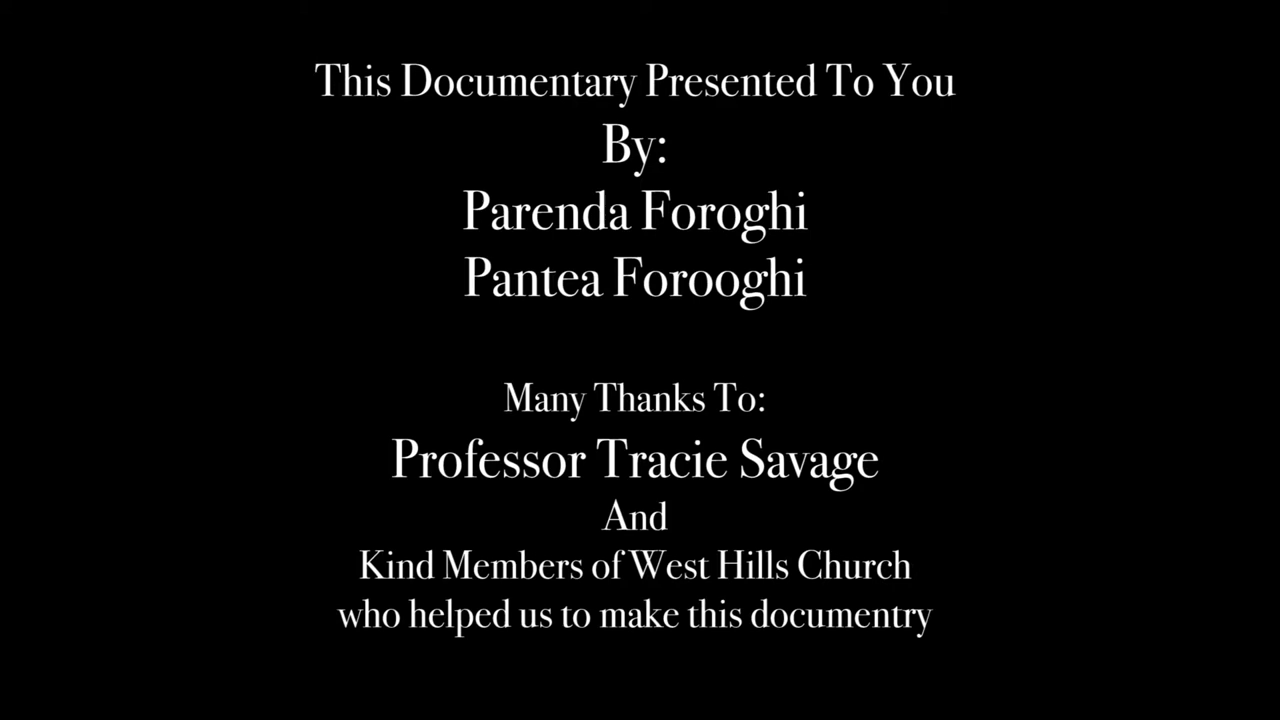 This Documentary Presented To You
By:
Parenda Foroghi
Pantea Forooghi
Many Thanks To:
Professor Tracie Savage
And
Kind Members of West Hills Church
who helped us to make this documentry